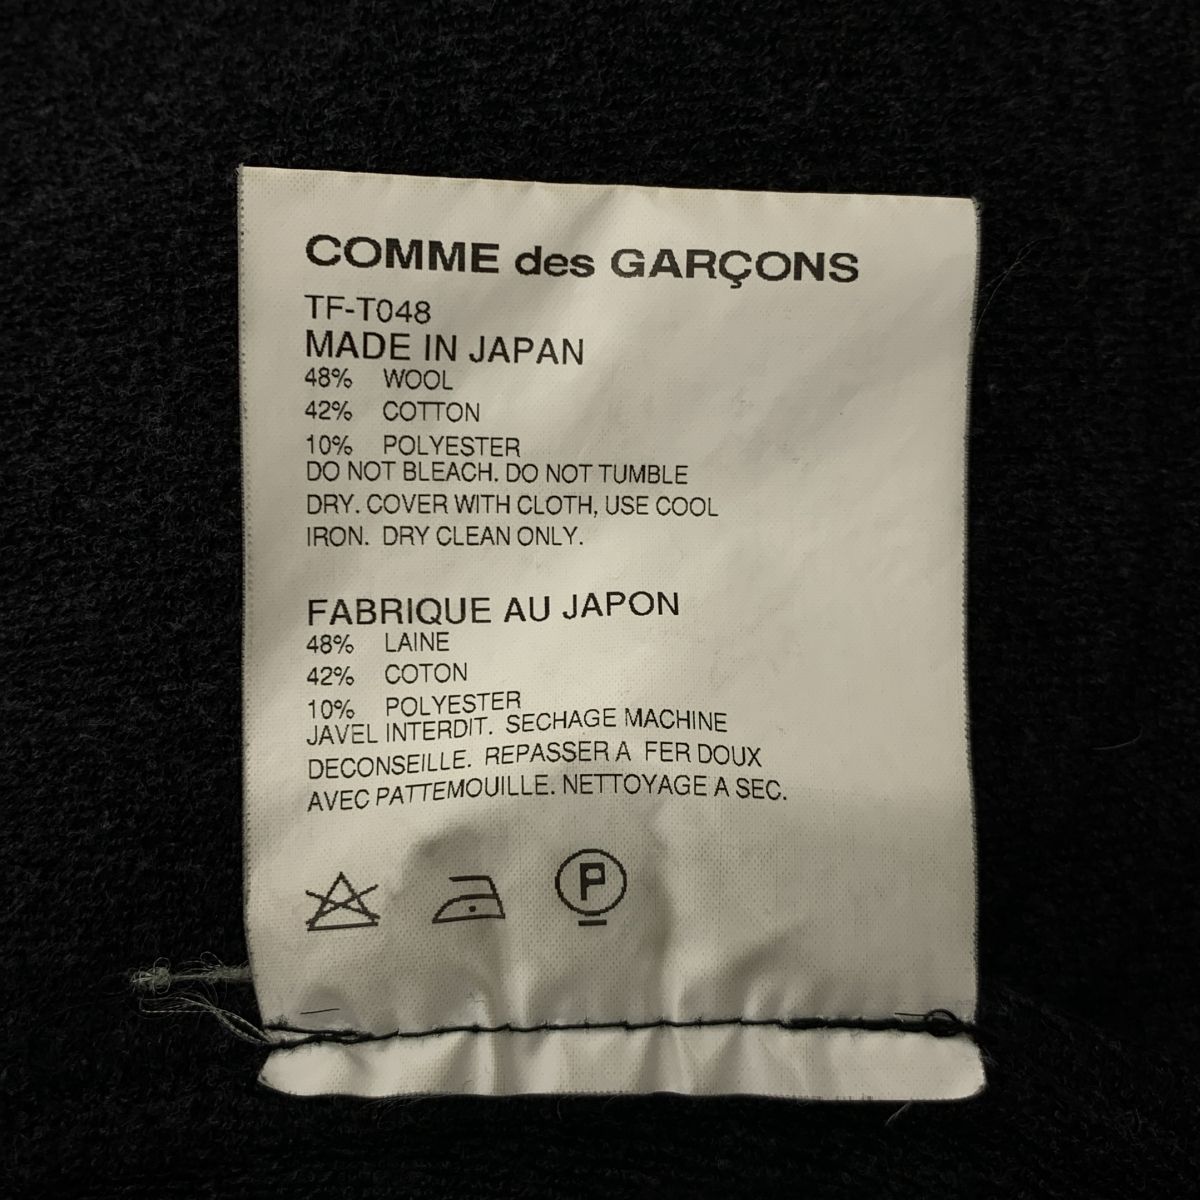 COMME des GARÇONS
TF-T048
MADE IN JAPAN
48% WOOL
42% COTTON
10% POLYESTER
DO NOT BLEACH. DO NOT TUMBLE
DRY. COVER WITH CLOTH, USE COOL
IRON. DRY CLEAN ONLY.
FABRIQUE AU JAPON
48% LAINE
42% COTON
10% POLYESTER
JAVEL INTERDIT. SECHAGE MACHINE
DECONSEILLE. REPASSER A FER DOUX
AVEC PATTEMOUILLE. NETTOYAGE A SEC.
P